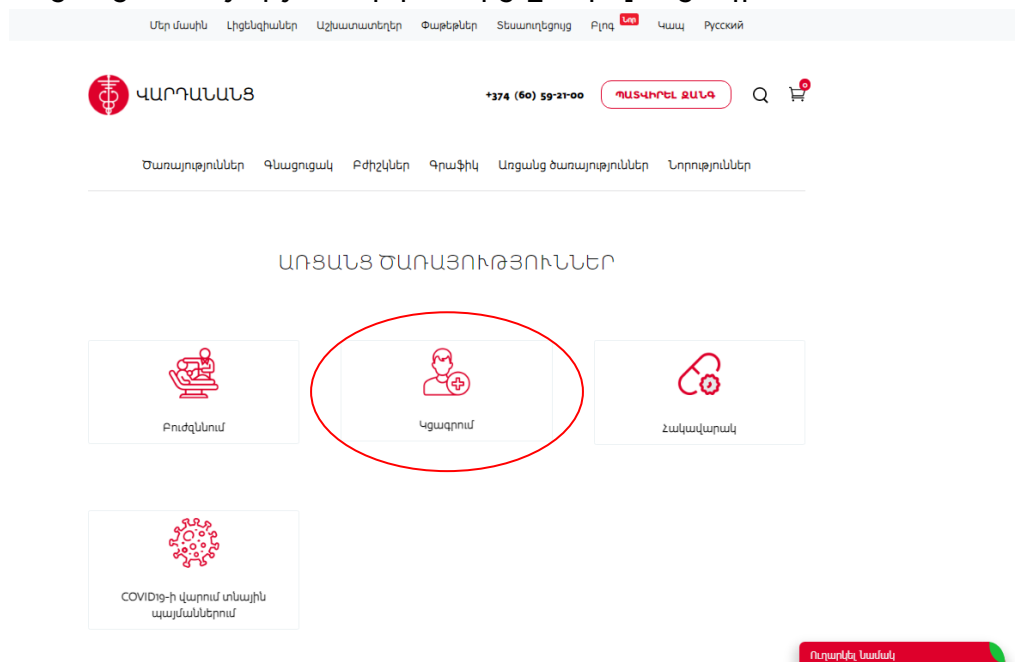 Մեր մասին Լիցենզիաներ Աշխատատեղեր Փաթեթներ Տեսաուղեցույց Բլոգ Նոր Կապ Русский
ՎԱՐԴԱՆԱՆՑ +374 (60) 59-21-00 ՊԱՏՎԻՐԵԼ ԶԱՆԳ 0
Ծառայություններ Գնացուցակ Բժիշկներ Գրաֆիկ Առցանց ծառայություններ Նորություններ
ԱՌՑԱՆՑ ԾԱՌԱՅՈՒԹՅՈՒՆՆԵՐ
Բուժզննում Կցագրում Հակավարակ
COVID19-ի վարում տնային
պայմաններում
Ուղարկել նամակ